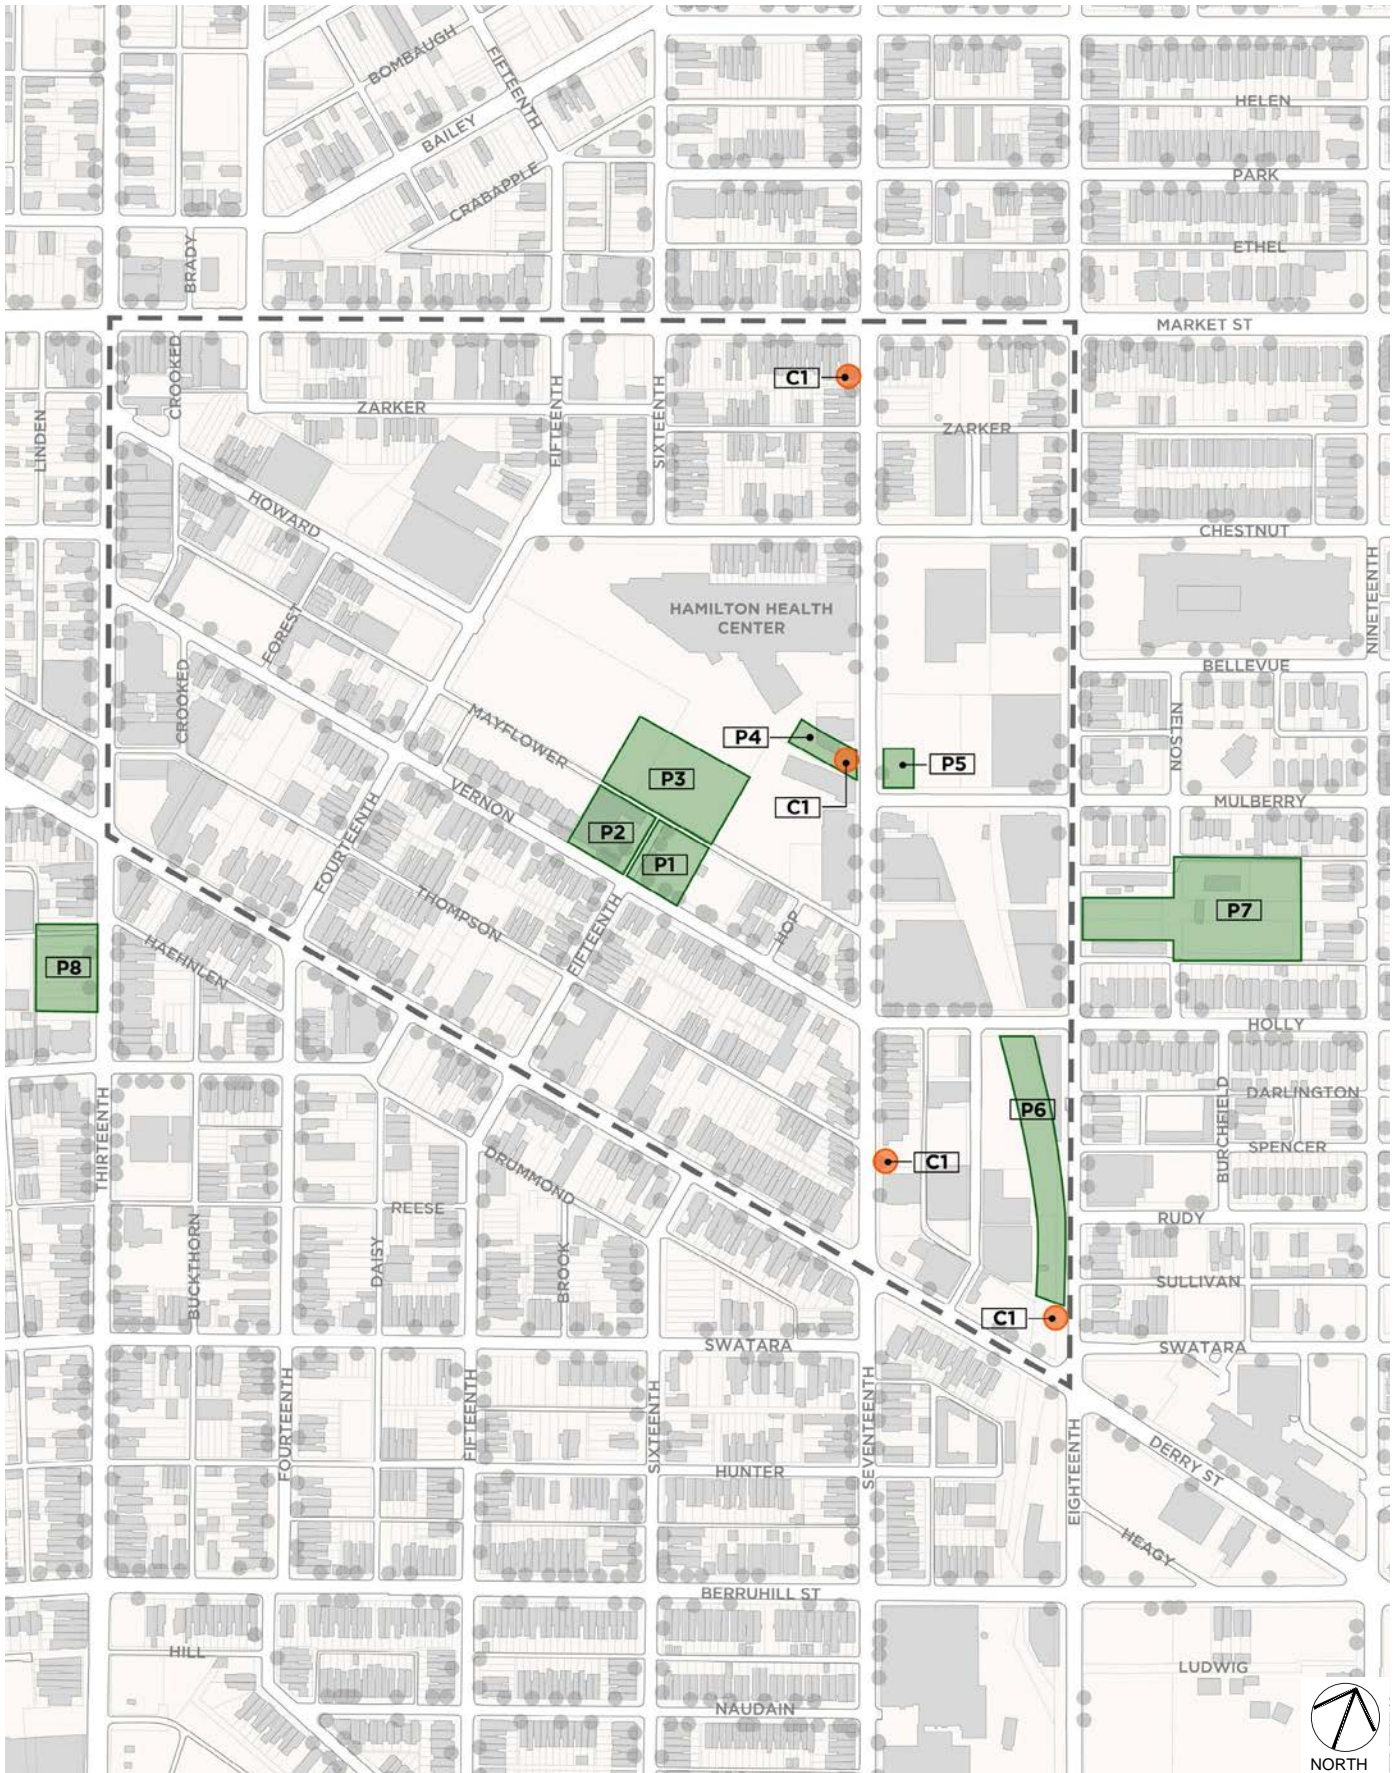 BOMBAUGH
FIFTEENTH
BAILEY
CRABAPPLE
HELEN
PARK
ETHEL
BRADY
MARKET ST
CROOKED
C1
ZARKER
LINDEN
FIFTEENTH
SIXTEENTH
ZARKER
HOWARD
CHESTNUT
NINETEENTH
HAMILTON HEALTH
CENTER
FOREST
CROOKED
BELLEVUE
NELSON
MAYFLOWER
P4
P5
P3
C1
VERNON
MULBERRY
P2
P1
FOURTEENTH
THOMPSON
FIFTEENTH
HOP
P7
P8
HAEHNLEN
HOLLY
DARLINGTON
P6
BURCHFIELD
SPENCER
THIRTEENTH
C1
DRUMMOND
REESE
RUDY
BUCKTHORN
DAISY
BROOK
SULLIVAN
C1
SWATARA
SWATARA
FOURTEENTH
FIFTEENTH
SIXTEENTH
SEVENTEENTH
EIGHTEENTH
DERRY ST
HUNTER
HEAGY
BERRUHILL ST
HILL
LUDWIG
NAUDAIN
NORTH